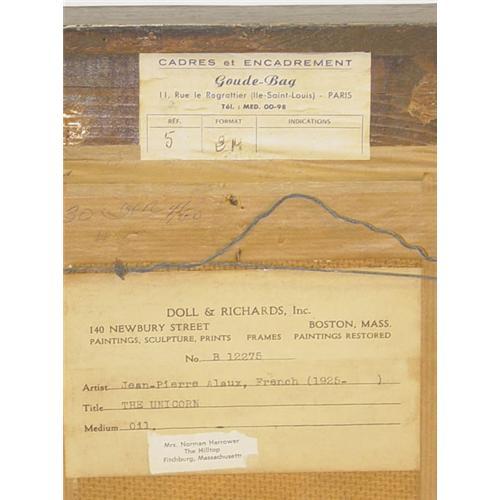 CADRES et ENCADREMENT
Goude-Bag
11, Rue le Regrattier (Ile-Saint-Louis) - PARIS
Tél. : MED. 00-98
RÉF. FORMAT INDICATIONS
5 8 M
30
DOLL & RICHARDS, Inc.
140 NEWBURY STREET BOSTON, MASS.
PAINTINGS, SCULPTURE, PRINTS FRAMES PAINTINGS RESTORED
No. B 12275
Artist Jean-Pierre Alaux, French (1925- )
Title THE UNICORN
Medium Oil
Mrs. Norman Harrower
The Hilltop
Fitchburg, Massachusetts